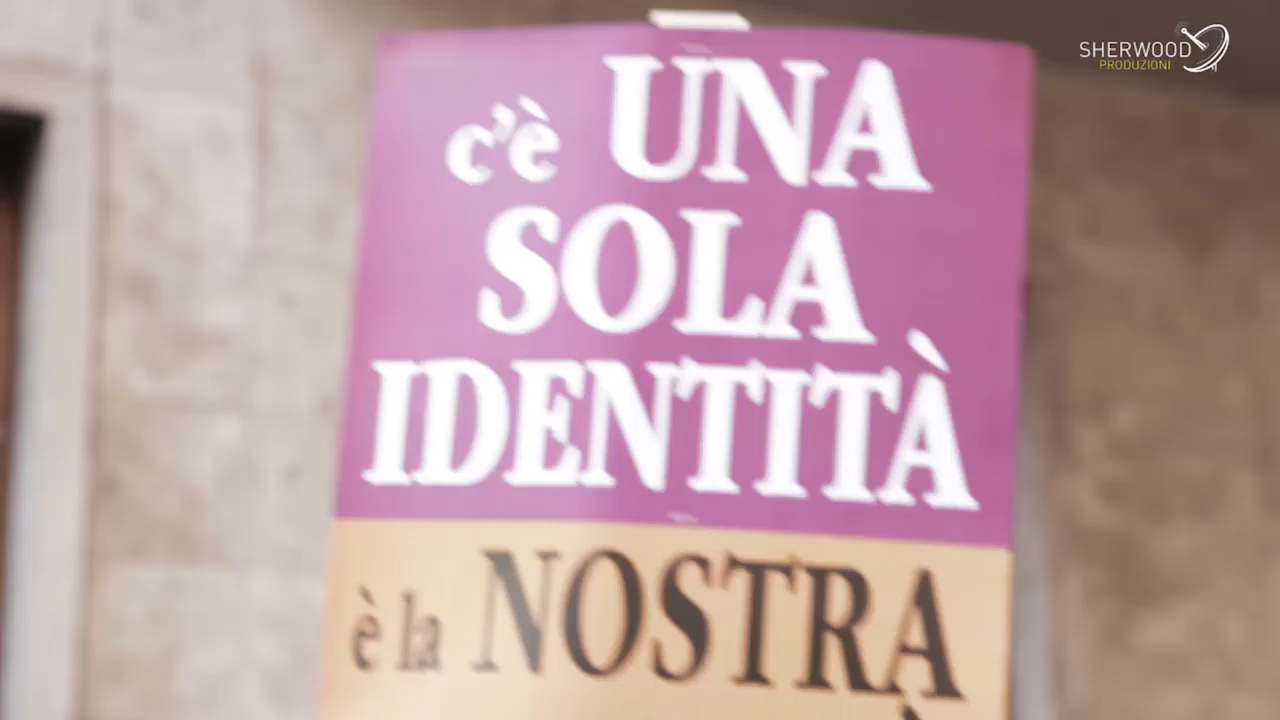 SHERWOOD
PRODUZIONI
c'è UNA
SOLA
IDENTITÀ
è la NOSTRA